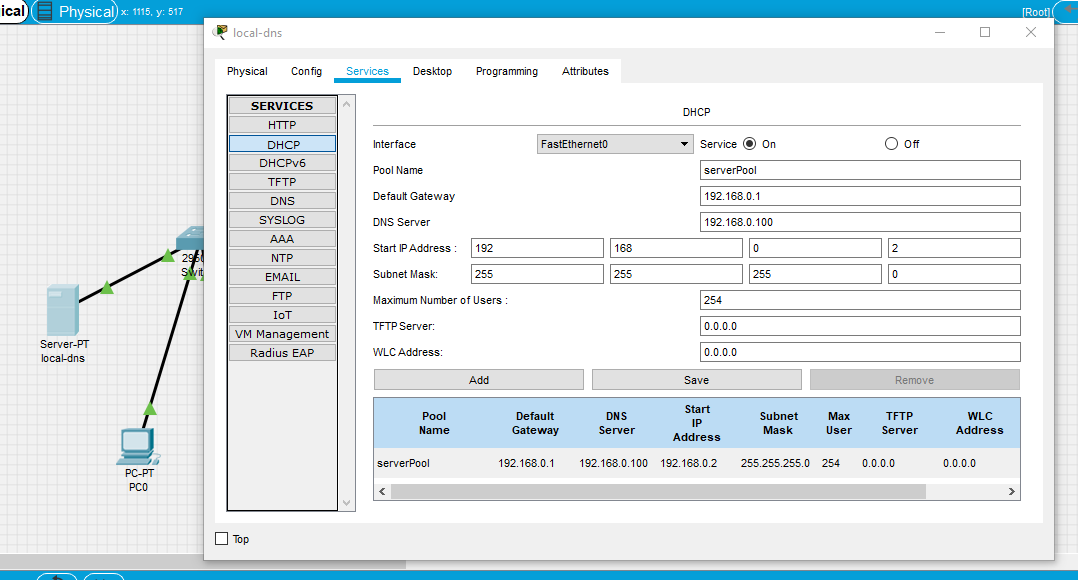 ical
Physical x: 1115, y: 517
[Root]
local-dns
Physical Config Services Desktop Programming Attributes
SERVICES
HTTP
DHCP
DHCPv6
TFTP
DNS
SYSLOG
AAA
NTP
EMAIL
FTP
IoT
VM Management
Radius EAP
DHCP
Interface FastEthernet0 Service On Off
Pool Name serverPool
Default Gateway 192.168.0.1
DNS Server 192.168.0.100
Start IP Address : 192 168 0 2
Subnet Mask: 255 255 255 0
Maximum Number of Users : 254
TFTP Server: 0.0.0.0
WLC Address: 0.0.0.0
Add Save Remove
Pool Name Default Gateway DNS Server Start IP Address Subnet Mask Max User TFTP Server WLC Address
serverPool 192.168.0.1 192.168.0.100 192.168.0.2 255.255.255.0 254 0.0.0.0 0.0.0.0
Top
Server-PT
local-dns
PC-PT
PC0